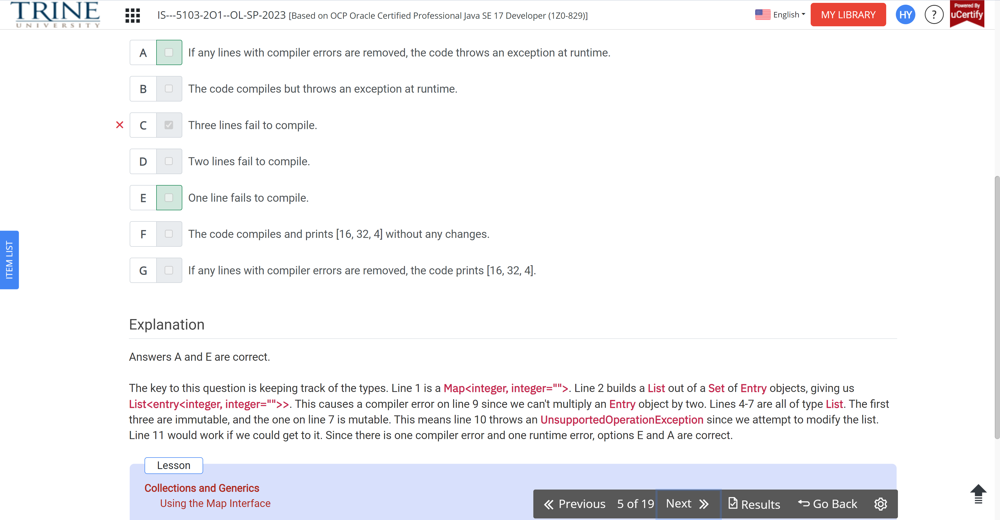 TRINE
UNIVERSITY
IS---5103-2O1--OL-SP-2023 [Based on OCP Oracle Certified Professional Java SE 17 Developer (1Z0-829)]
English
MY LIBRARY
HY
?
Powered By
uCertify
A If any lines with compiler errors are removed, the code throws an exception at runtime.
B The code compiles but throws an exception at runtime.
C Three lines fail to compile.
D Two lines fail to compile.
E One line fails to compile.
F The code compiles and prints [16, 32, 4] without any changes.
G If any lines with compiler errors are removed, the code prints [16, 32, 4].
ITEM LIST
Explanation
Answers A and E are correct.
The key to this question is keeping track of the types. Line 1 is a Map<integer, integer="">. Line 2 builds a List out of a Set of Entry objects, giving us
List<entry<integer, integer="">>. This causes a compiler error on line 9 since we can't multiply an Entry object by two. Lines 4-7 are all of type List. The first
three are immutable, and the one on line 7 is mutable. This means line 10 throws an UnsupportedOperationException since we attempt to modify the list.
Line 11 would work if we could get to it. Since there is one compiler error and one runtime error, options E and A are correct.
Lesson
Collections and Generics
Using the Map Interface
Previous 5 of 19 Next Results Go Back